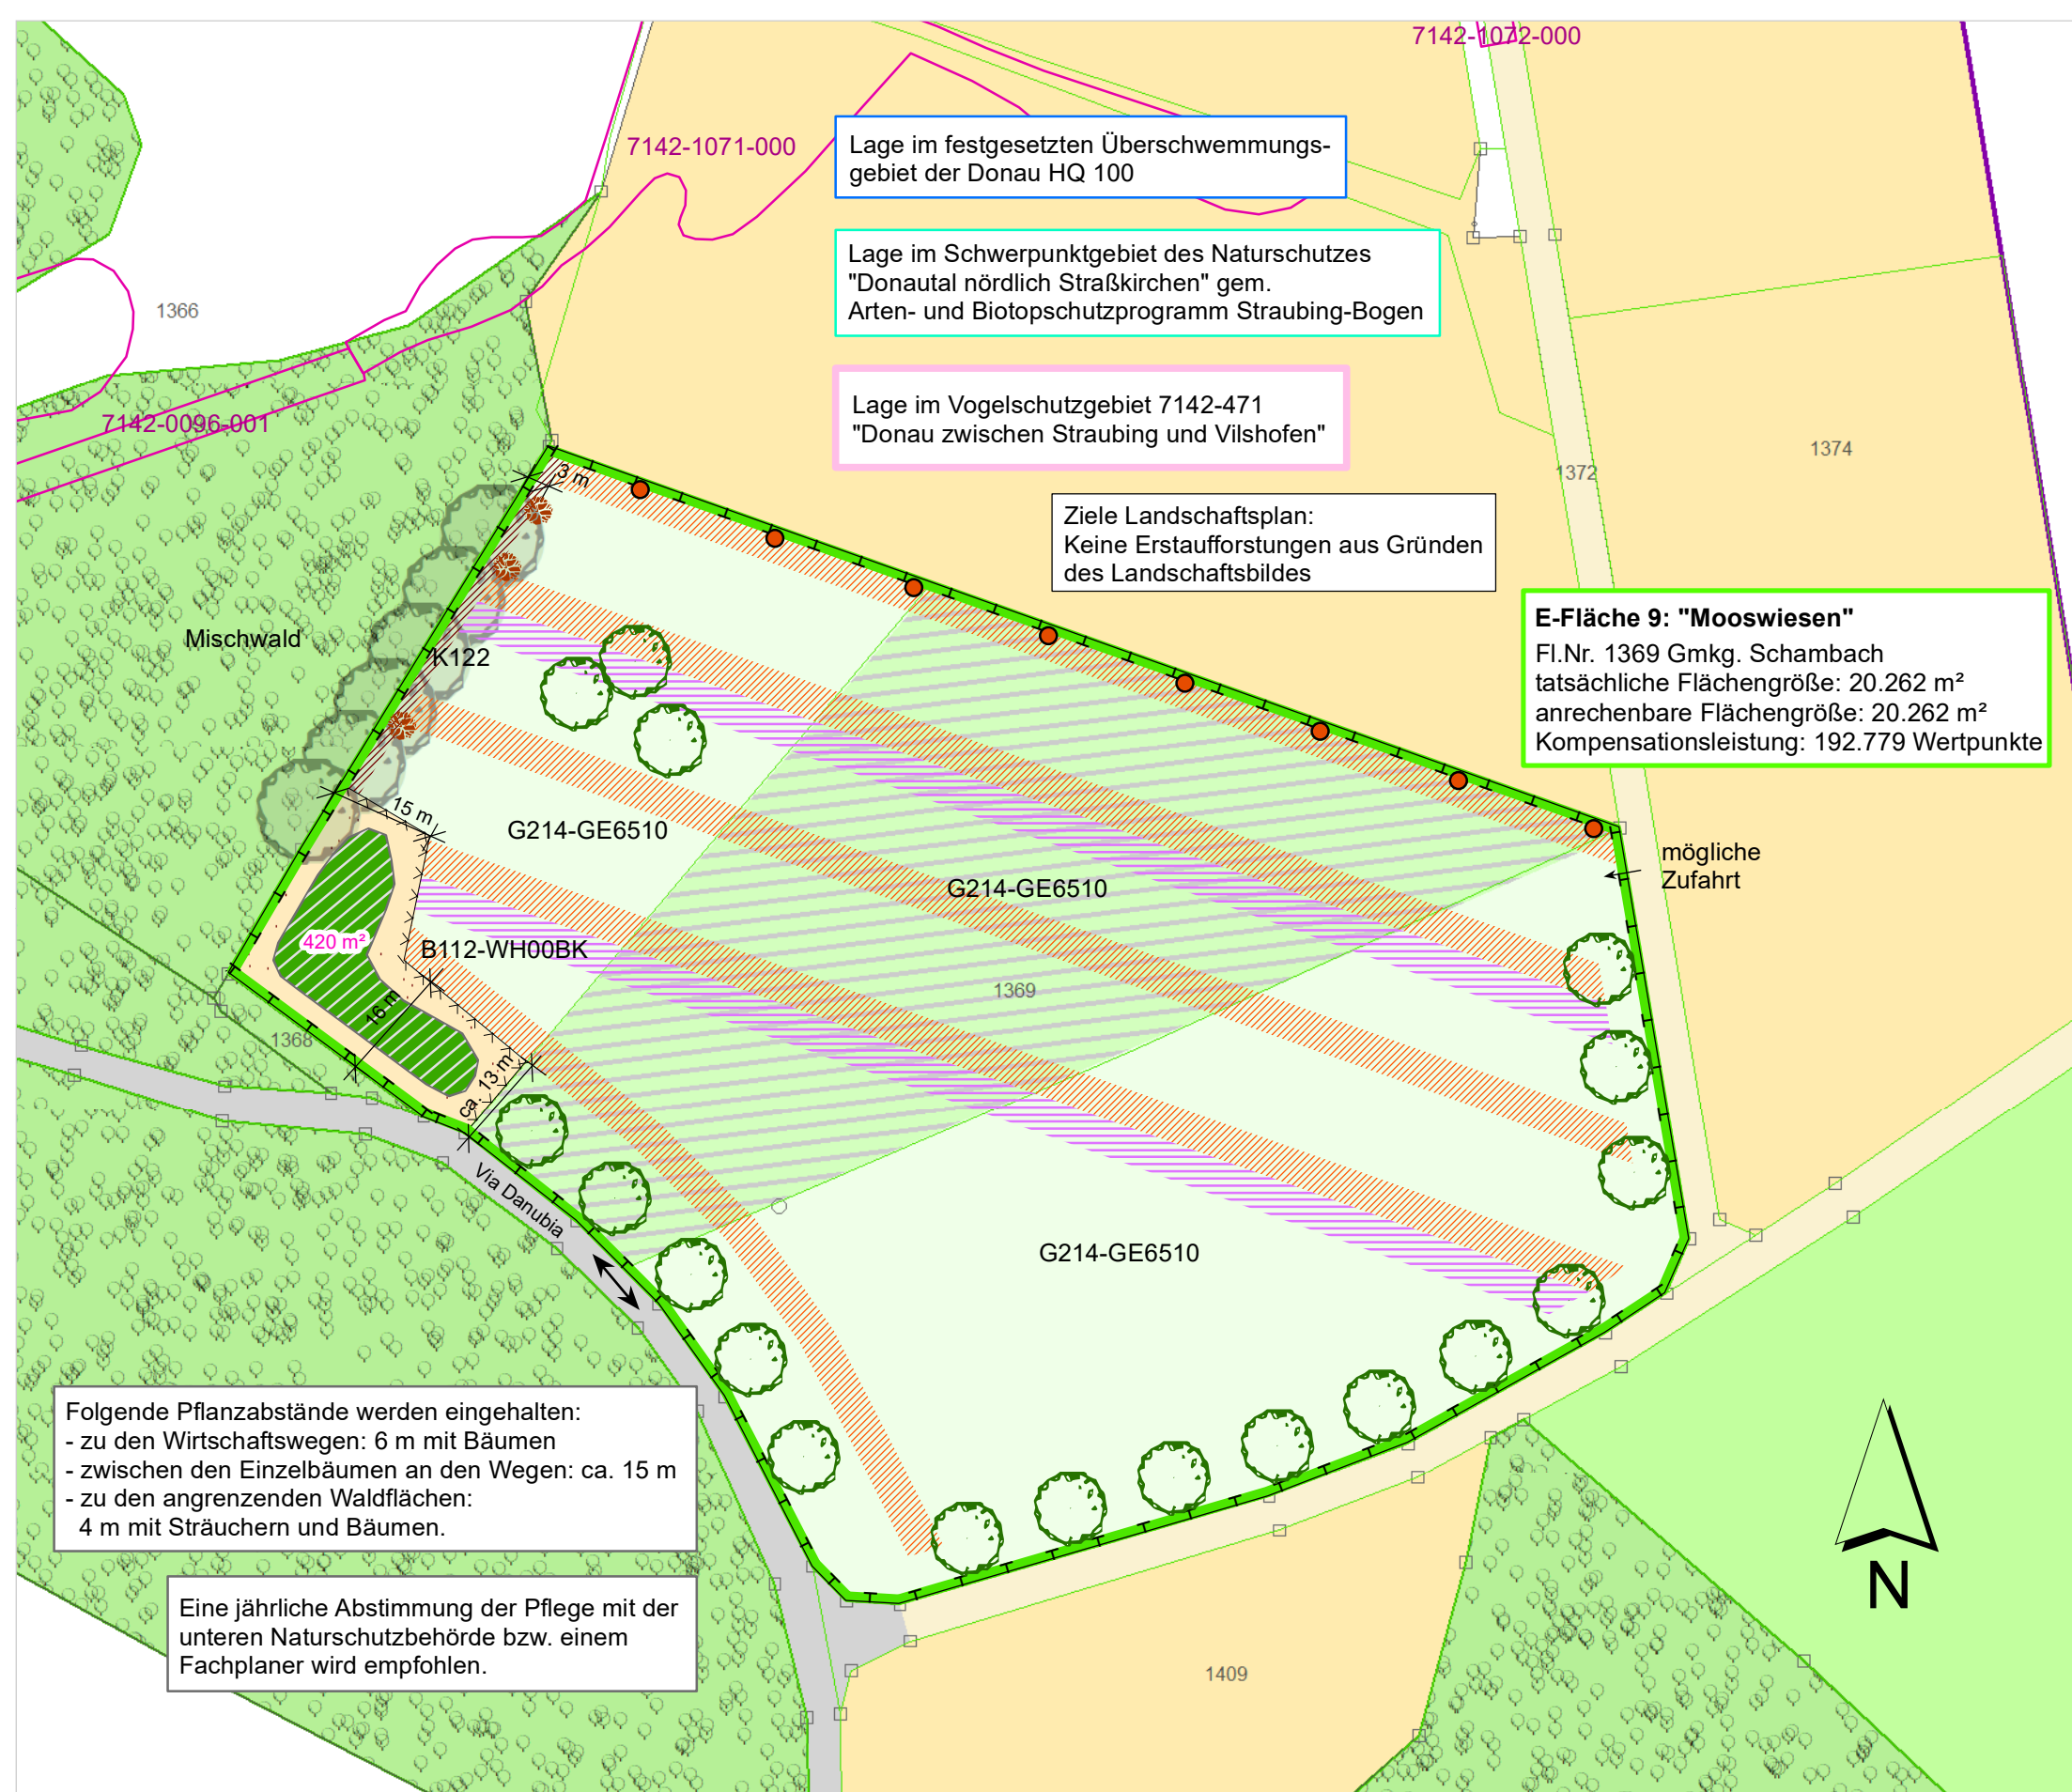 7142-1072-000
7142-1071-000
Lage im festgesetzten Überschwemmungs-
gebiet der Donau HQ 100
Lage im Schwerpunktgebiet des Naturschutzes
"Donautal nördlich Straßkirchen" gem.
Arten- und Biotopschutzprogramm Straubing-Bogen
1366
Lage im Vogelschutzgebiet 7142-471
"Donau zwischen Straubing und Vilshofen"
7142-0096-001
1374
1372
3 m
Ziele Landschaftsplan:
Keine Erstaufforstungen aus Gründen
des Landschaftsbildes
E-Fläche 9: "Mooswiesen"
Fl.Nr. 1369 Gmkg. Schambach
tatsächliche Flächengröße: 20.262 m²
anrechenbare Flächengröße: 20.262 m²
Kompensationsleistung: 192.779 Wertpunkte
Mischwald
K122
15 m
G214-GE6510
mögliche
Zufahrt
G214-GE6510
420 m²
B112-WH00BK
1369
16 m
1368
ca. 13 m
Via Danubia
G214-GE6510
Folgende Pflanzabstände werden eingehalten:
- zu den Wirtschaftswegen: 6 m mit Bäumen
- zwischen den Einzelbäumen an den Wegen: ca. 15 m
- zu den angrenzenden Waldflächen:
4 m mit Sträuchern und Bäumen.
Eine jährliche Abstimmung der Pflege mit der
unteren Naturschutzbehörde bzw. einem
Fachplaner wird empfohlen.
N
1409